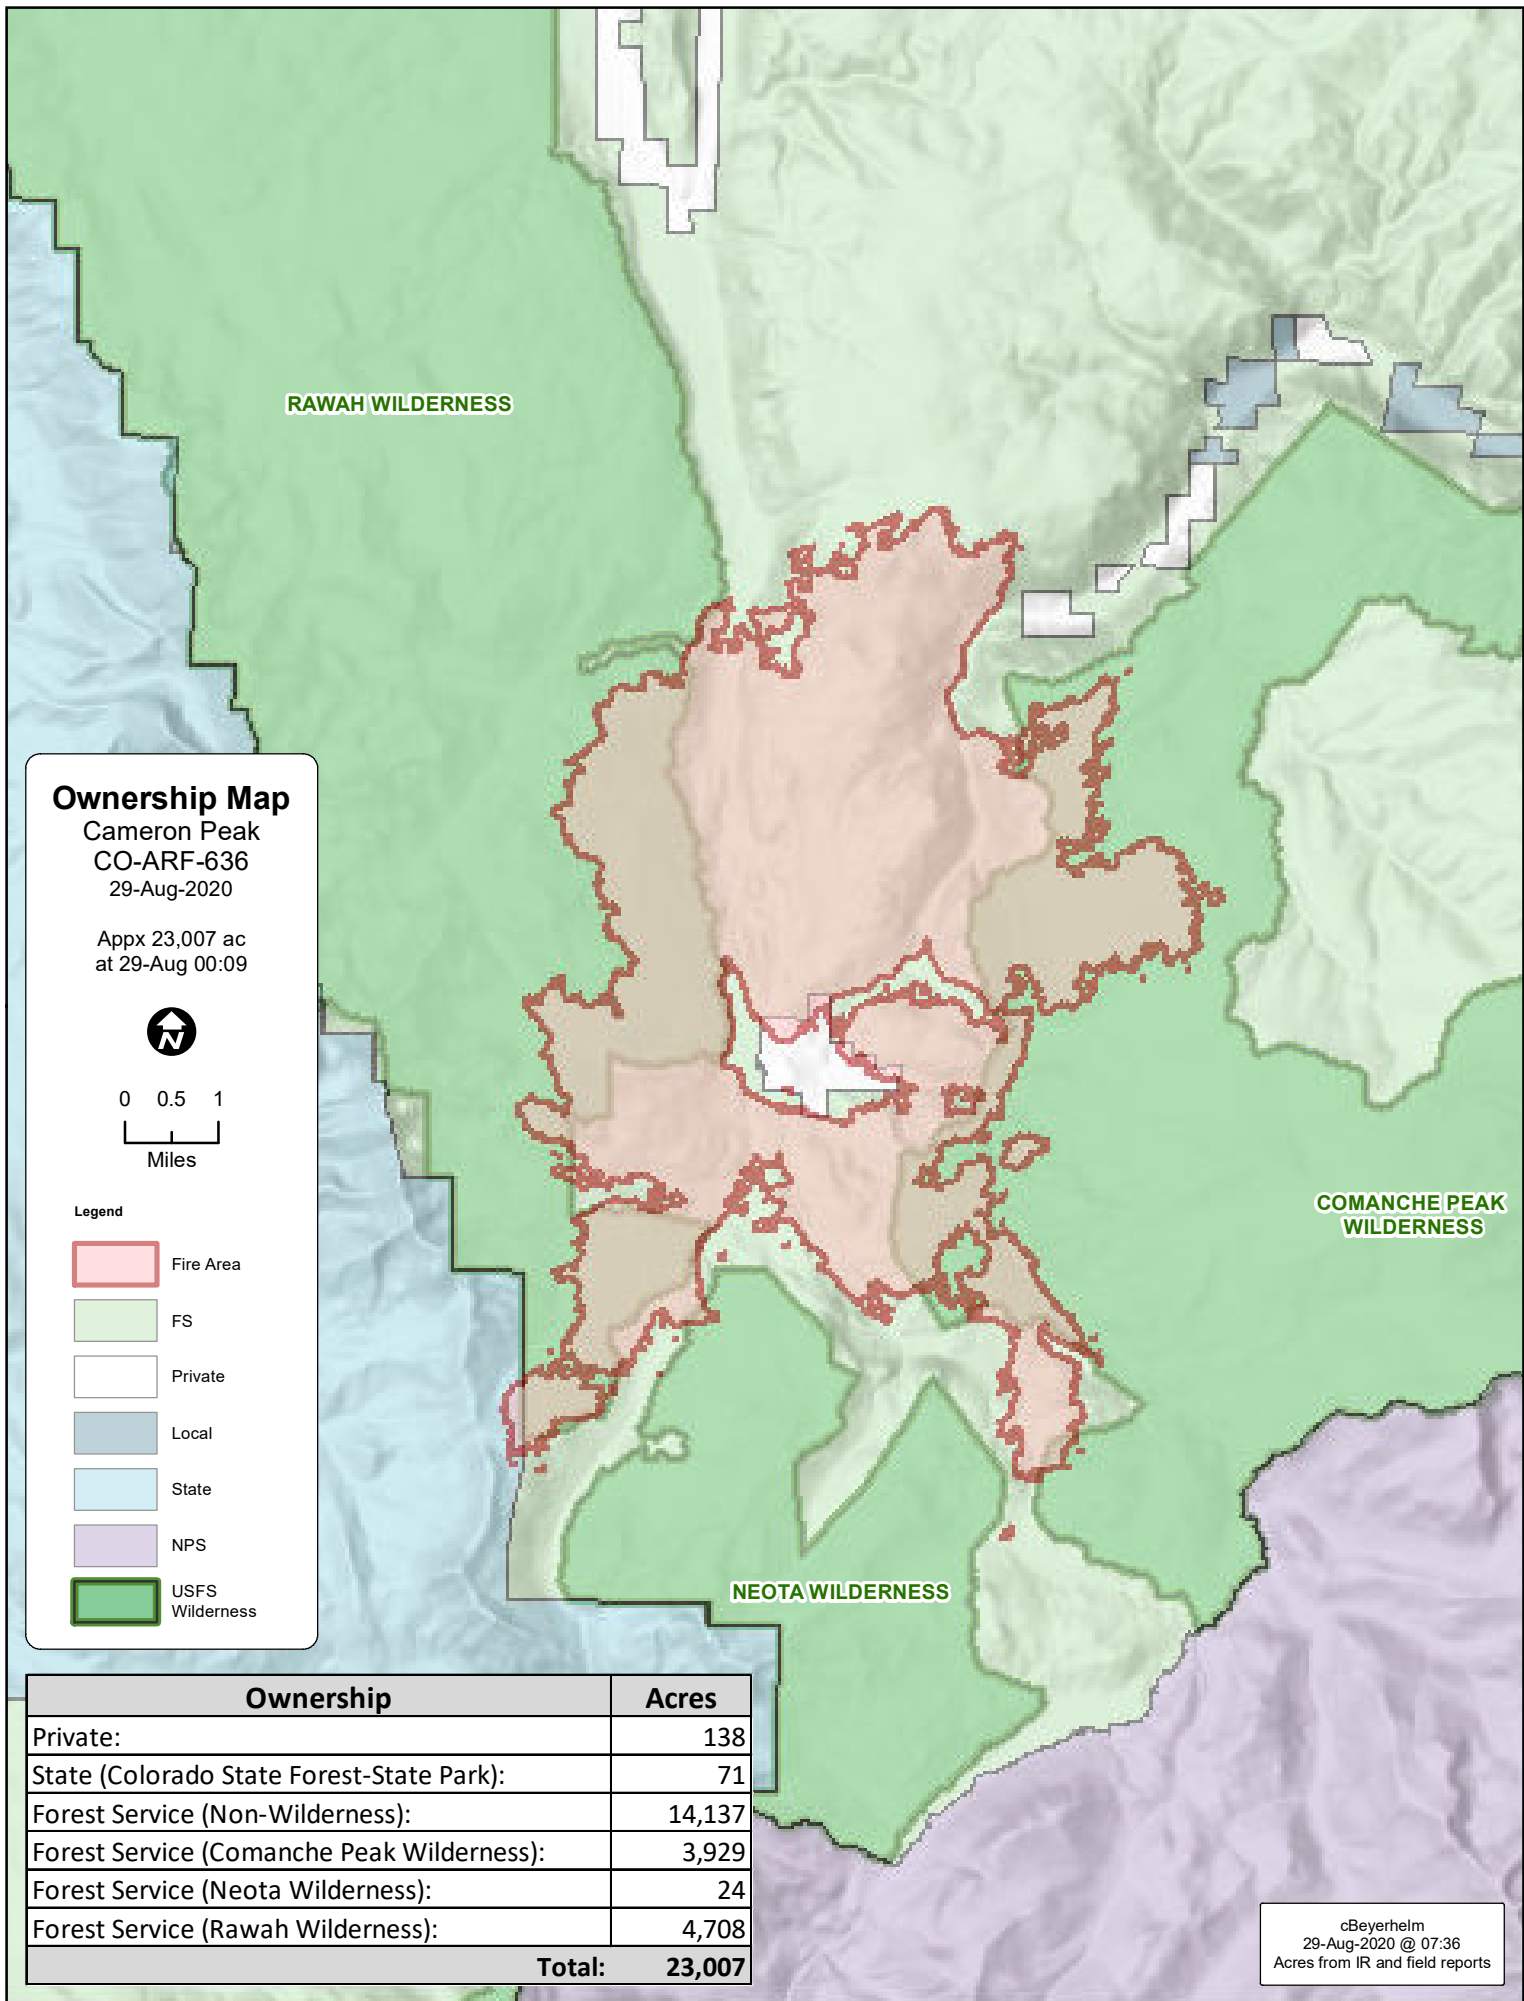 RAWAH WILDERNESS
Ownership Map
Cameron Peak
CO-ARF-636
29-Aug-2020
Appx 23,007 ac
at 29-Aug 00:09
N
0 0.5 1
Miles
Legend
Fire Area
FS
Private
Local
State
NPS
USFS
Wilderness
COMANCHE PEAK
WILDERNESS
NEOTA WILDERNESS
Ownership Acres
Private: 138
State (Colorado State Forest-State Park): 71
Forest Service (Non-Wilderness): 14,137
Forest Service (Comanche Peak Wilderness): 3,929
Forest Service (Neota Wilderness): 24
Forest Service (Rawah Wilderness): 4,708
Total: 23,007
cBeyerhelm
29-Aug-2020 @ 07:36
Acres from IR and field reports